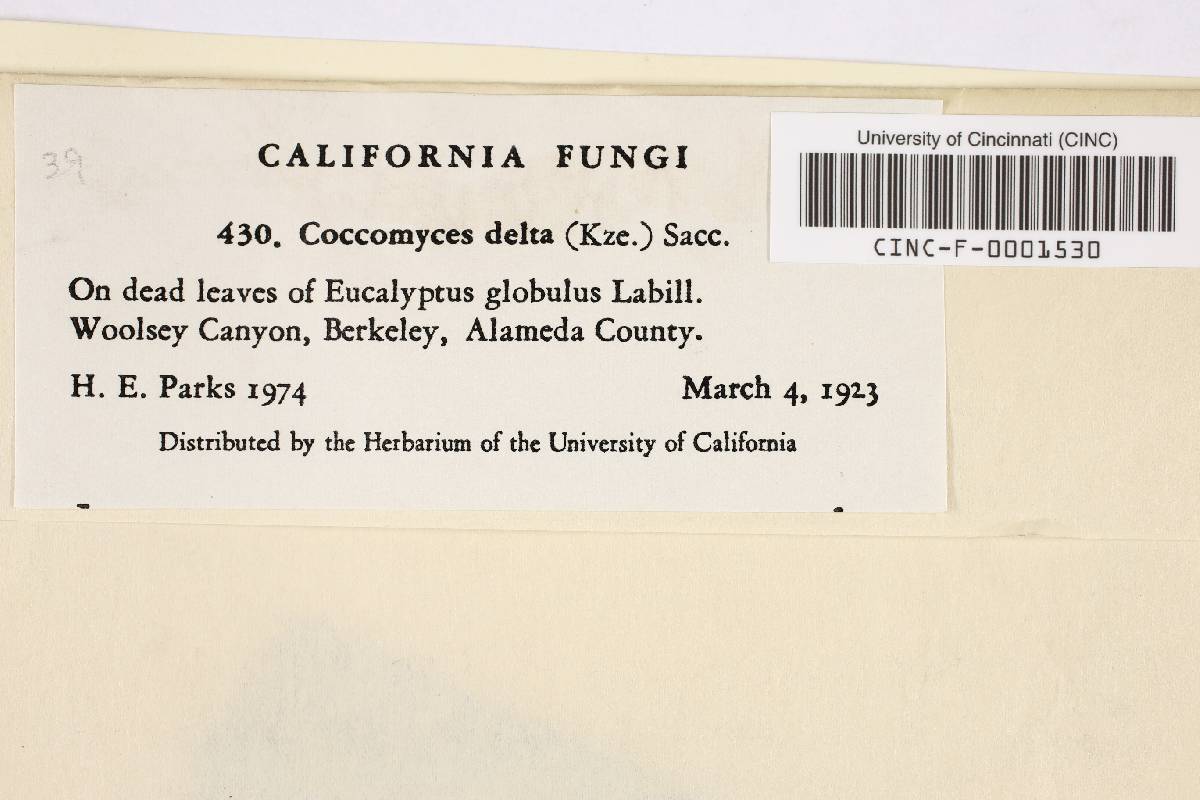 39
CALIFORNIA FUNGI
430. Coccomyces delta (Kze.) Sacc.
On dead leaves of Eucalyptus globulus Labill.
Woolsey Canyon, Berkeley, Alameda County.
H. E. Parks 1974 March 4, 1923
Distributed by the Herbarium of the University of California
University of Cincinnati (CINC)
CINC-F-0001530